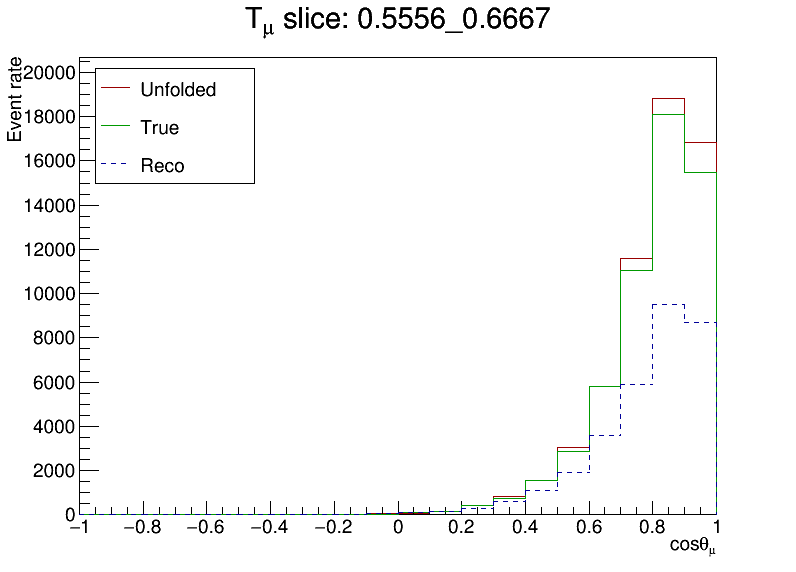 T_μ slice: 0.5556_0.6667
Event rate
20000
18000
16000
14000
12000
10000
8000
6000
4000
2000
0
Unfolded
True
Reco
−1 −0.8 −0.6 −0.4 −0.2 0 0.2 0.4 0.6 0.8 1
cosθ_μ